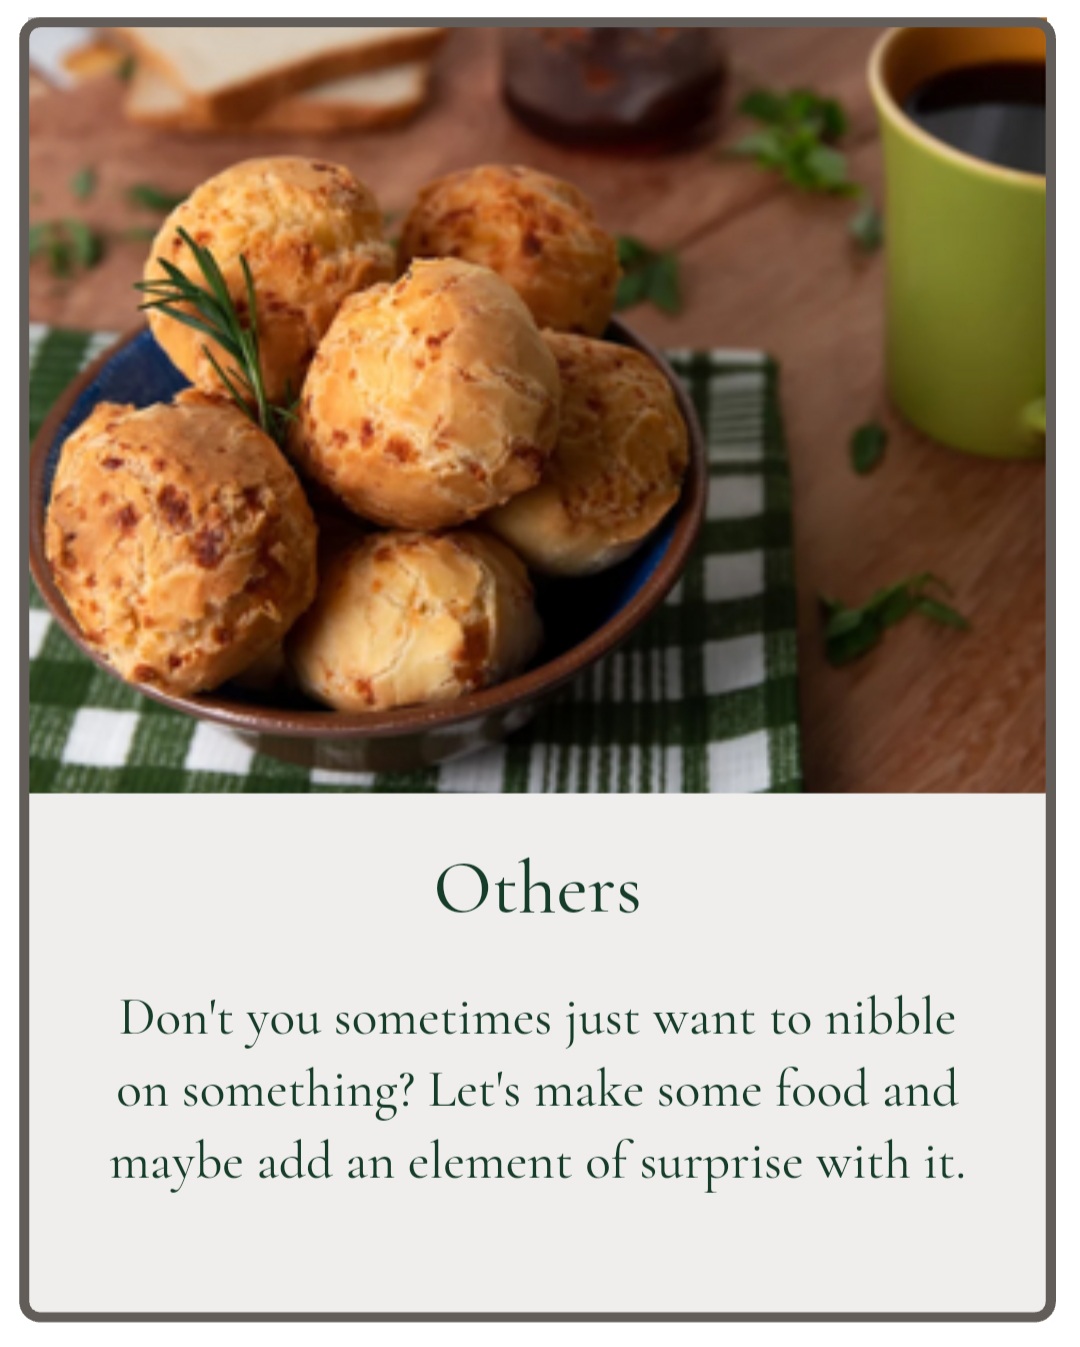 Others
Don't you sometimes just want to nibble
on something? Let's make some food and
maybe add an element of surprise with it.